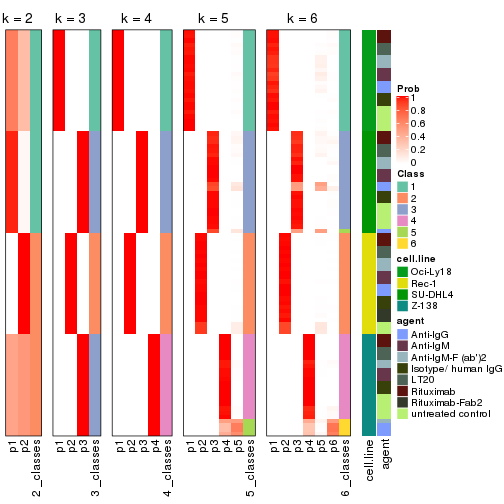 k = 2
k = 3
k = 4
k = 5
k = 6
p1
p2
2_classes
p1
p2
p3
3_classes
p1
p2
p3
p4
4_classes
p1
p2
p3
p4
p5
5_classes
p1
p2
p3
p4
p5
p6
6_classes
cell.line
agent
Prob
1
0.8
0.6
0.4
0.2
0
Class
1
2
3
4
5
6
cell.line
Oci-Ly18
Rec-1
SU-DHL4
Z-138
agent
Anti-IgG
Anti-IgM
Anti-IgM-F (ab')2
Isotype/ human IgG
LT20
Rituximab
Rituximab-Fab2
untreated control